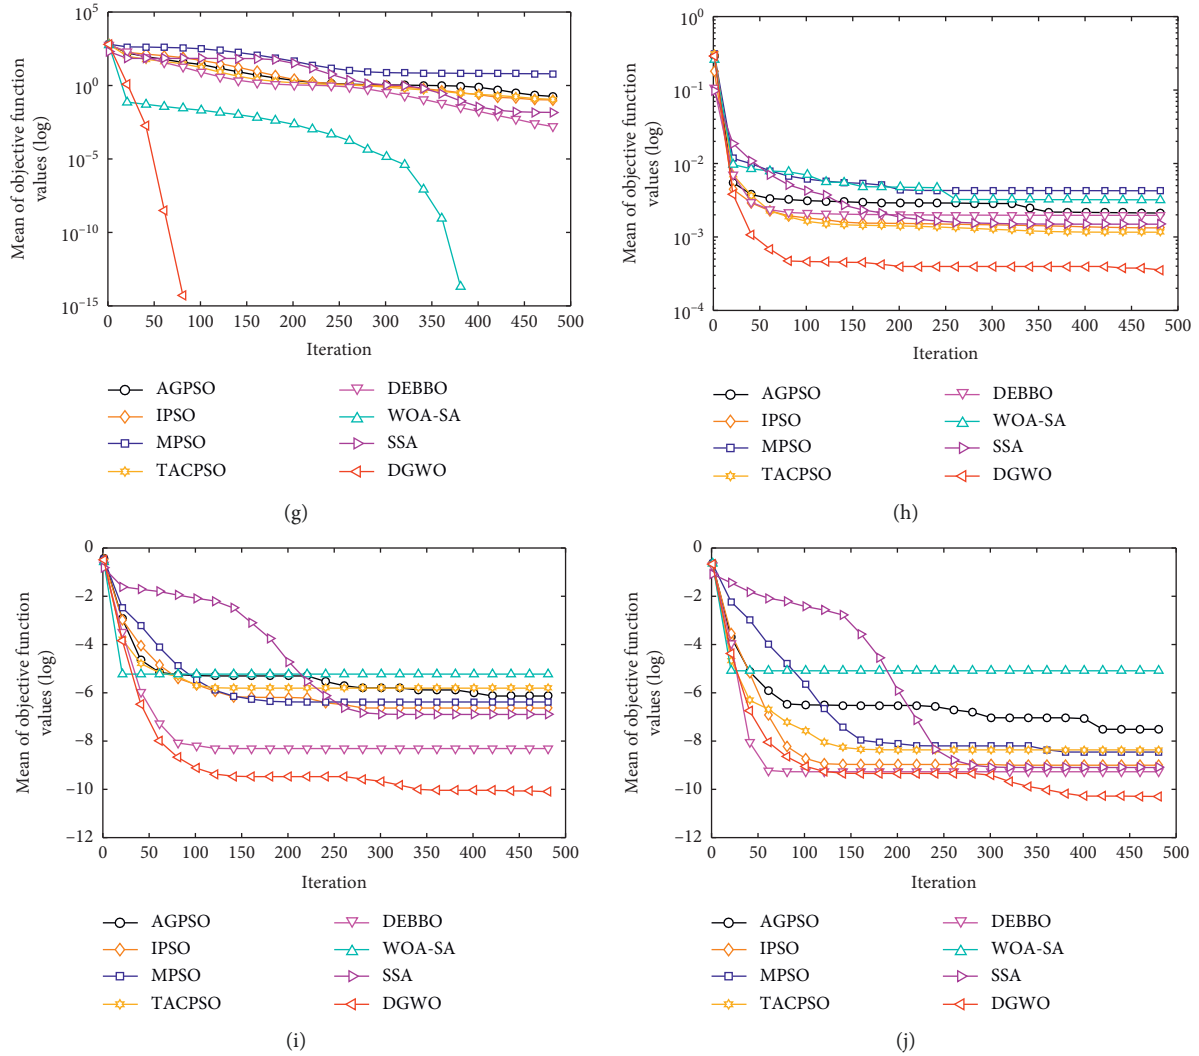 Mean of objective function
values (log)
10^5
10^0
10^-5
10^-10
10^-15
0 50 100 150 200 250 300 350 400 450 500
Iteration
AGPSO
IPSO
MPSO
TACPSO
DEBBO
WOA-SA
SSA
DGWO
(g)
Mean of objective function
values (log)
10^0
10^-1
10^-2
10^-3
10^-4
0 50 100 150 200 250 300 350 400 450 500
Iteration
AGPSO
IPSO
MPSO
TACPSO
DEBBO
WOA-SA
SSA
DGWO
(h)
Mean of objective function
values (log)
0
−2
−4
−6
−8
−10
−12
0 50 100 150 200 250 300 350 400 450 500
Iteration
AGPSO
IPSO
MPSO
TACPSO
DEBBO
WOA-SA
SSA
DGWO
(i)
Mean of objective function
values (log)
0
−2
−4
−6
−8
−10
−12
0 50 100 150 200 250 300 350 400 450 500
Iteration
AGPSO
IPSO
MPSO
TACPSO
DEBBO
WOA-SA
SSA
DGWO
(j)